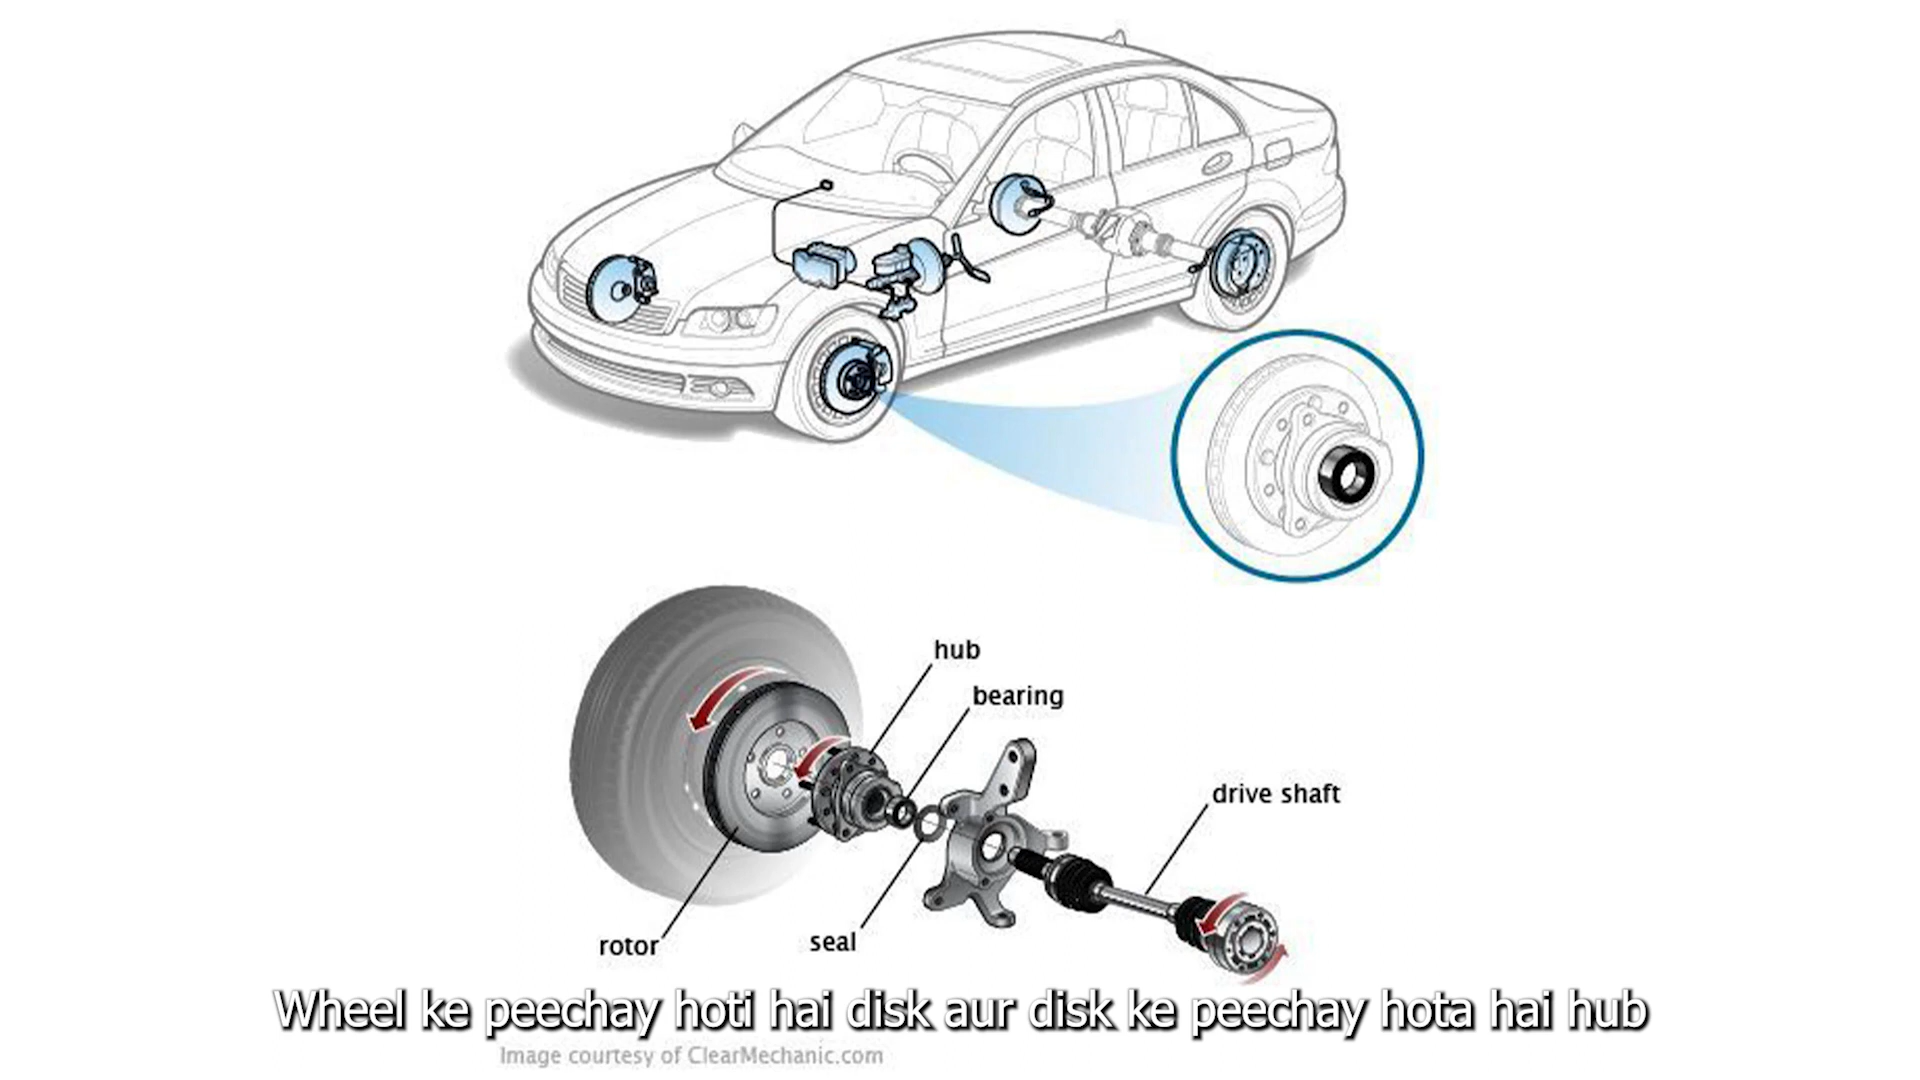 hub
bearing
drive shaft
rotor
seal
Wheel ke peechay hoti hai disk aur disk ke peechay hota hai hub
Image courtesy of ClearMechanic.com